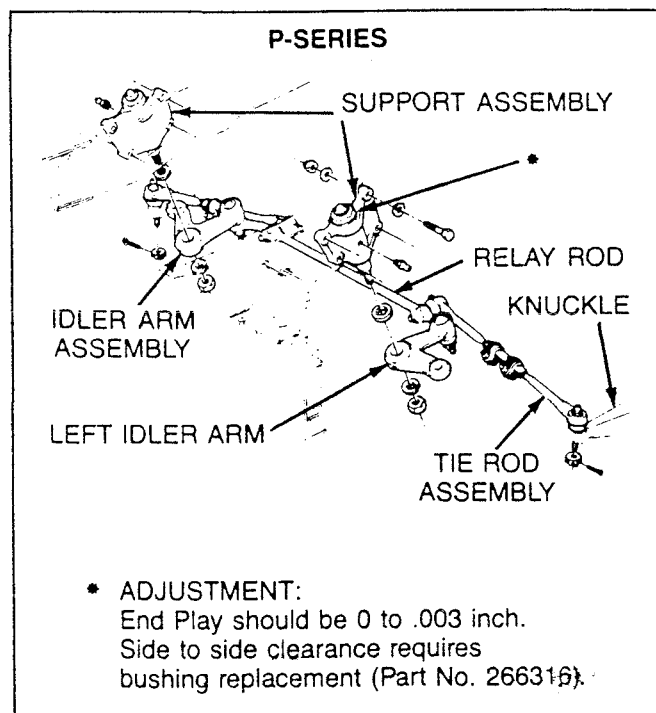 P-SERIES
SUPPORT ASSEMBLY
*
RELAY ROD
KNUCKLE
IDLER ARM
ASSEMBLY
LEFT IDLER ARM
TIE ROD
ASSEMBLY
* ADJUSTMENT:
End Play should be 0 to .003 inch.
Side to side clearance requires
bushing replacement (Part No. 266316).